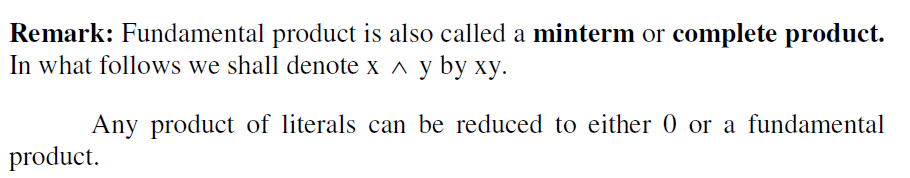 Remark: Fundamental product is also called a minterm or complete product.
In what follows we shall denote x ∧ y by xy.
Any product of literals can be reduced to either 0 or a fundamental
product.